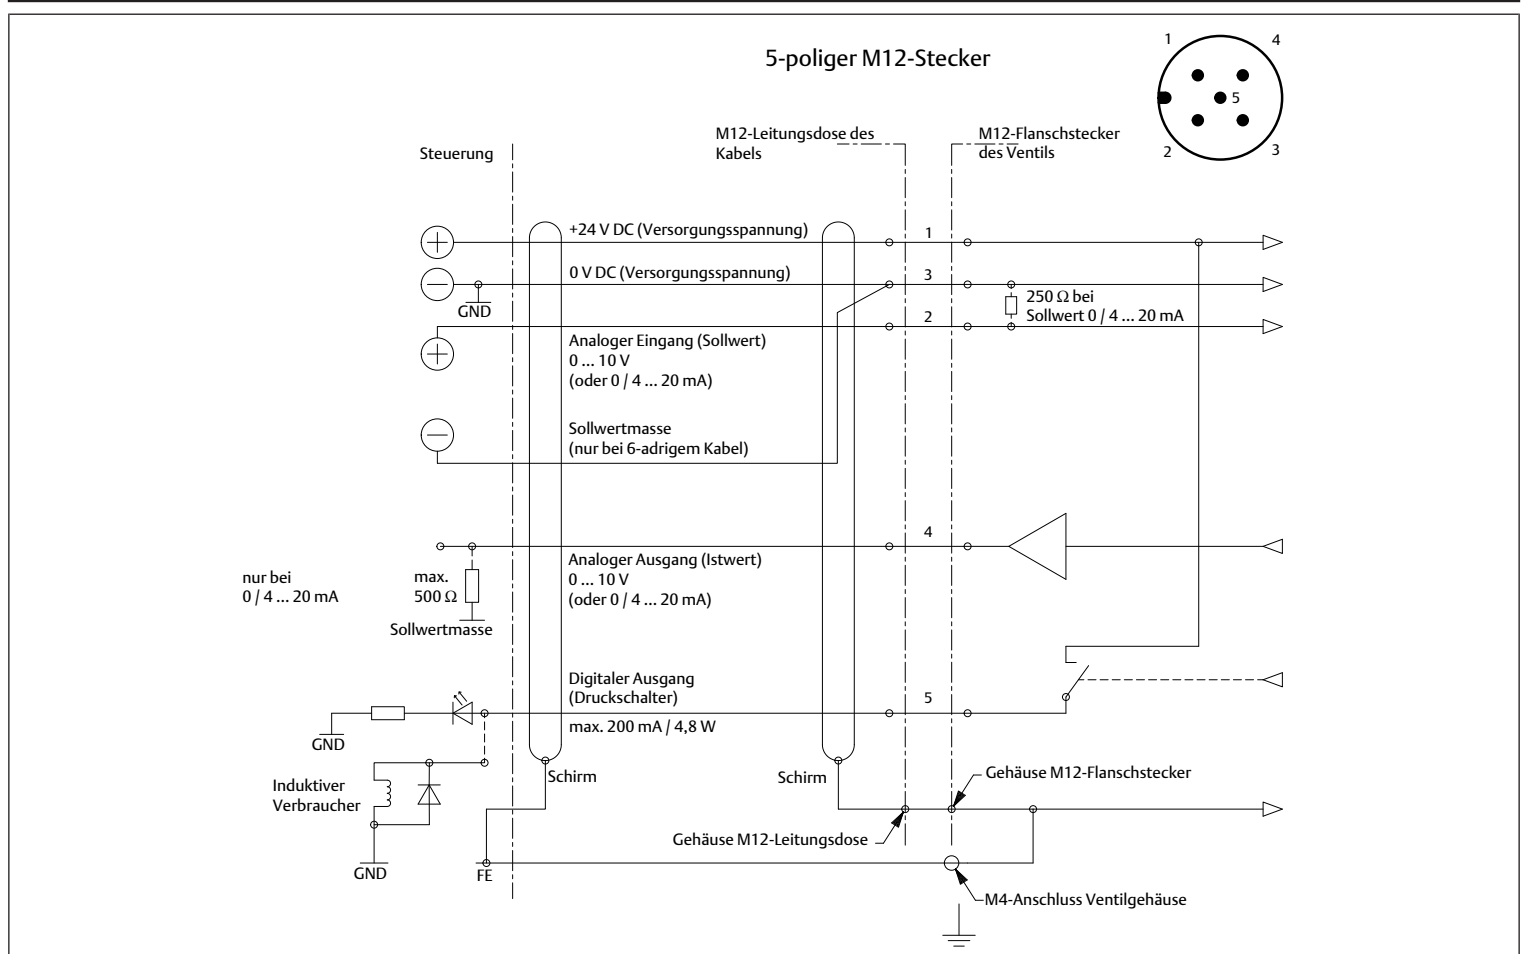 5-poliger M12-Stecker
1
4
5
2
3
Steuerung
M12-Leitungsdose des
Kabels
M12-Flanschstecker
des Ventils
+24 V DC (Versorgungsspannung)
1
0 V DC (Versorgungsspannung)
3
GND
250 Ω bei
Sollwert 0 / 4 ... 20 mA
2
Analoger Eingang (Sollwert)
0 ... 10 V
(oder 0 / 4 ... 20 mA)
Sollwertmasse
(nur bei 6-adrigem Kabel)
4
Analoger Ausgang (Istwert)
0 ... 10 V
(oder 0 / 4 ... 20 mA)
nur bei
0 / 4 ... 20 mA
max.
500 Ω
Sollwertmasse
Digitaler Ausgang
(Druckschalter)
5
max. 200 mA / 4,8 W
GND
Schirm
Schirm
Gehäuse M12-Flanschstecker
Induktiver
Verbraucher
Gehäuse M12-Leitungsdose
GND
FE
M4-Anschluss Ventilgehäuse